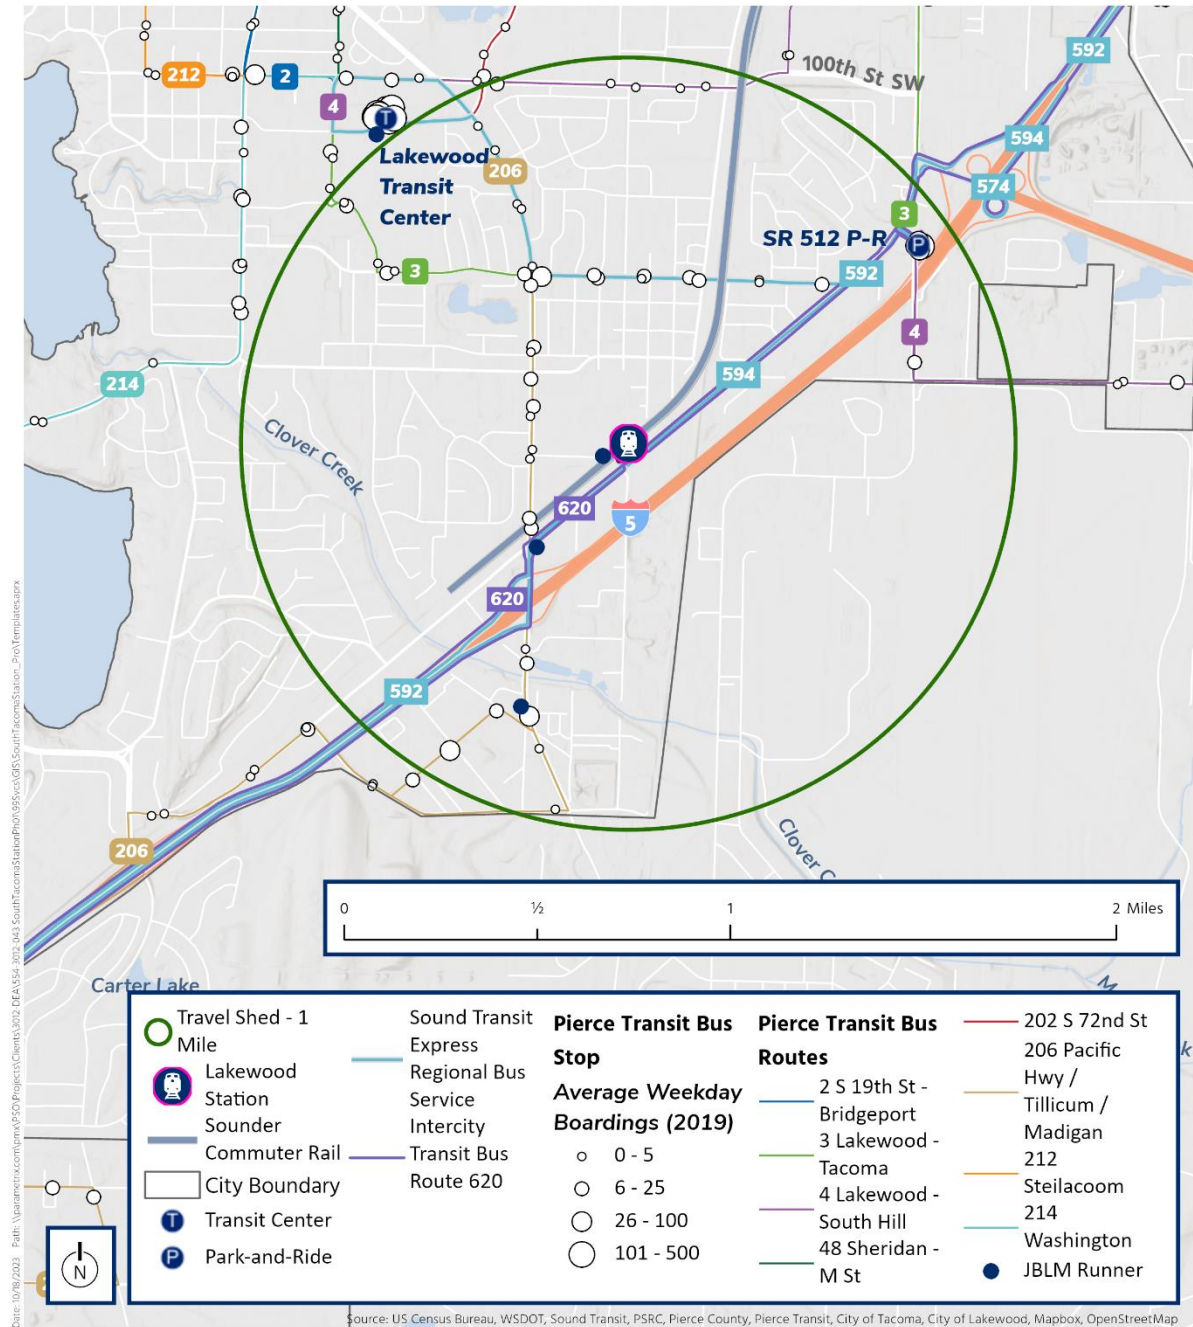 592
212
2
4
100th St SW
594
T
Lakewood
Transit
Center
206
574
3
SR 512 P-R
P
3
592
4
594
214
Clover Creek
620
5
620
592
206
Clover C
0
½
1
2 Miles
Carter Lake
Travel Shed - 1
Mile
Lakewood
Station
Sounder
Commuter Rail
City Boundary
T Transit Center
P Park-and-Ride
Sound Transit
Express
Regional Bus
Service
Intercity
Transit Bus
Route 620
Pierce Transit Bus
Stop
Average Weekday
Boardings (2019)
0 - 5
6 - 25
26 - 100
101 - 500
Pierce Transit Bus
Routes
2 S 19th St -
Bridgeport
3 Lakewood -
Tacoma
4 Lakewood -
South Hill
48 Sheridan -
M St
202 S 72nd St
206 Pacific
Hwy /
Tillicum /
Madigan
212
Steilacoom
214
Washington
JBLM Runner
N
Source: US Census Bureau, WSDOT, Sound Transit, PSRC, Pierce County, Pierce Transit, City of Tacoma, City of Lakewood, Mapbox, OpenStreetMap